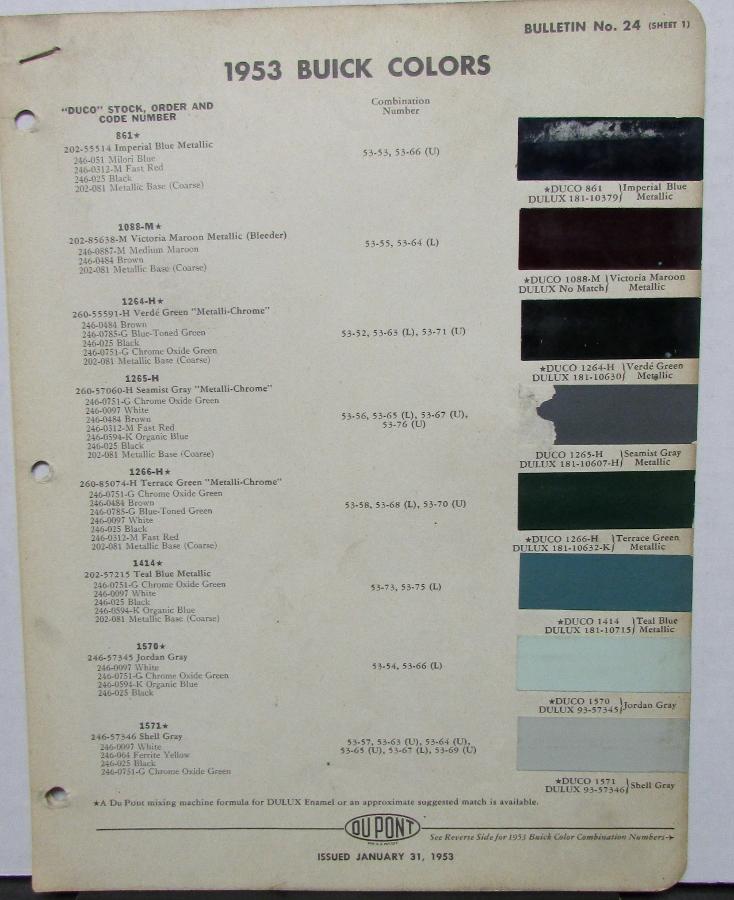 BULLETIN No. 24 (SHEET 1)
1953 BUICK COLORS
"DUCO" STOCK, ORDER AND
CODE NUMBER
Combination
Number
861★
202-55514 Imperial Blue Metallic
246-051 Milori Blue
246-0312-M Fast Red
246-025 Black
202-081 Metallic Base (Coarse)
53-53, 53-66 (U)
★DUCO 861 Imperial Blue
DULUX 181-10379 Metallic
1088-M★
202-85638-M Victoria Maroon Metallic (Bleeder)
246-0887-M Medium Maroon
246-0484 Brown
202-081 Metallic Base (Coarse)
53-55, 53-64 (L)
★DUCO 1088-M Victoria Maroon
DULUX No Match Metallic
1264-H★
260-55591-H Verdé Green "Metalli-Chrome"
246-0484 Brown
246-0785-G Blue-Toned Green
246-025 Black
246-0751-G Chrome Oxide Green
202-081 Metallic Base (Coarse)
53-52, 53-63 (L), 53-71 (U)
★DUCO 1264-H Verdé Green
DULUX 181-10630 Metallic
1265-H
260-57060-H Seamist Gray "Metalli-Chrome"
246-0751-G Chrome Oxide Green
246-0097 White
246-0484 Brown
246-0312-M Fast Red
246-0594-K Organic Blue
246-025 Black
202-081 Metallic Base (Coarse)
53-56, 53-65 (L), 53-67 (U),
53-76 (U)
DUCO 1265-H Seamist Gray
DULUX 181-10607-H Metallic
1266-H★
260-85074-H Terrace Green "Metalli-Chrome"
246-0751-G Chrome Oxide Green
246-0484 Brown
246-0785-G Blue-Toned Green
246-0097 White
246-025 Black
246-0312-M Fast Red
202-081 Metallic Base (Coarse)
53-58, 53-68 (L), 53-70 (U)
★DUCO 1266-H Terrace Green
DULUX 181-10632-K Metallic
1414★
202-57215 Teal Blue Metallic
246-0751-G Chrome Oxide Green
246-0097 White
246-025 Black
246-0594-K Organic Blue
202-081 Metallic Base (Coarse)
53-73, 53-75 (L)
★DUCO 1414 Teal Blue
DULUX 181-10715 Metallic
1570★
246-57345 Jordan Gray
246-0097 White
246-0751-G Chrome Oxide Green
246-0594-K Organic Blue
246-025 Black
53-54, 53-66 (L)
★DUCO 1570
DULUX 93-57345 Jordan Gray
1571★
246-57346 Shell Gray
246-0097 White
246-064 Ferrite Yellow
246-025 Black
246-0751-G Chrome Oxide Green
53-57, 53-63 (U), 53-64 (U),
53-65 (U), 53-67 (L), 53-69 (U)
★DUCO 1571
DULUX 93-57346 Shell Gray
★A Du Pont mixing machine formula for DULUX Enamel or an approximate suggested match is available.
DU PONT
See Reverse Side for 1953 Buick Color Combination Numbers→
ISSUED JANUARY 31, 1953